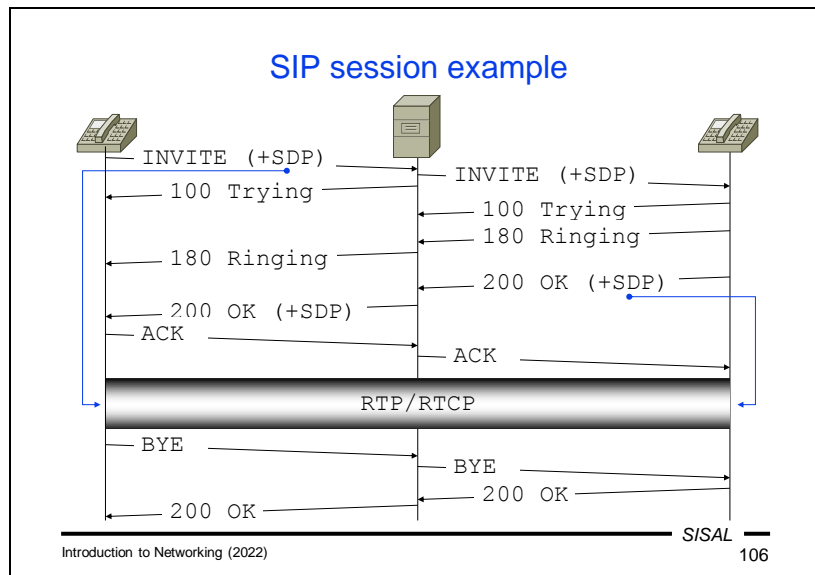 SIP session example
INVITE (+SDP)
INVITE (+SDP)
100 Trying
100 Trying
180 Ringing
180 Ringing
200 OK (+SDP)
200 OK (+SDP)
ACK
ACK
RTP/RTCP
BYE
BYE
200 OK
200 OK
SISAL
Introduction to Networking (2022)
106